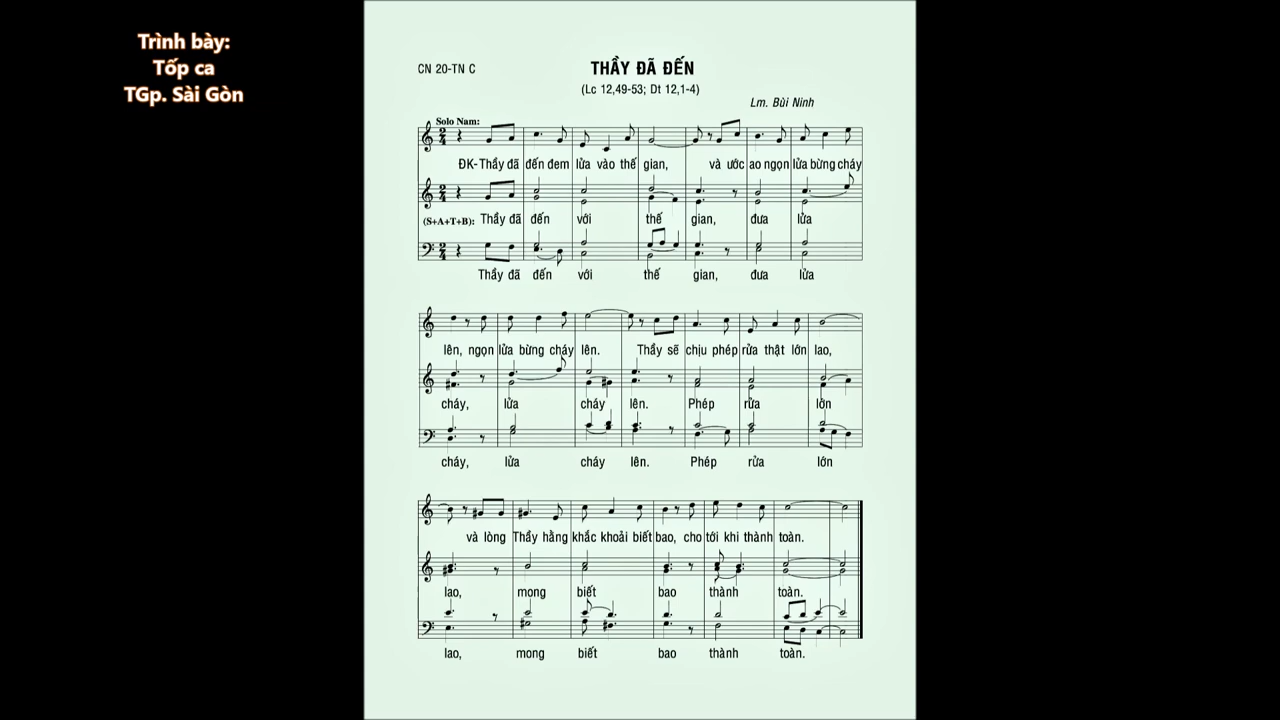 Trình bày:
Tốp ca
TGp. Sài Gòn
CN 20-TN C
THẦY ĐÃ ĐẾN
(Lc 12,49-53; Dt 12,1-4)
Lm. Bùi Ninh
Solo Nam:
ĐK-Thầy đã đến đem lửa vào thế gian, và ước ao ngọn lửa bừng cháy
(S+A+T+B): Thầy đã đến với thế gian, đưa lửa
Thầy đã đến với thế gian, đưa lửa
lên, ngọn lửa bừng cháy lên. Thầy sẽ chịu phép rửa thật lớn lao,
cháy, lửa cháy lên. Phép rửa lớn
cháy, lửa cháy lên. Phép rửa lớn
và lòng Thầy hằng khắc khoải biết bao, cho tới khi thành toàn.
lao, mong biết bao thành toàn.
lao, mong biết bao thành toàn.